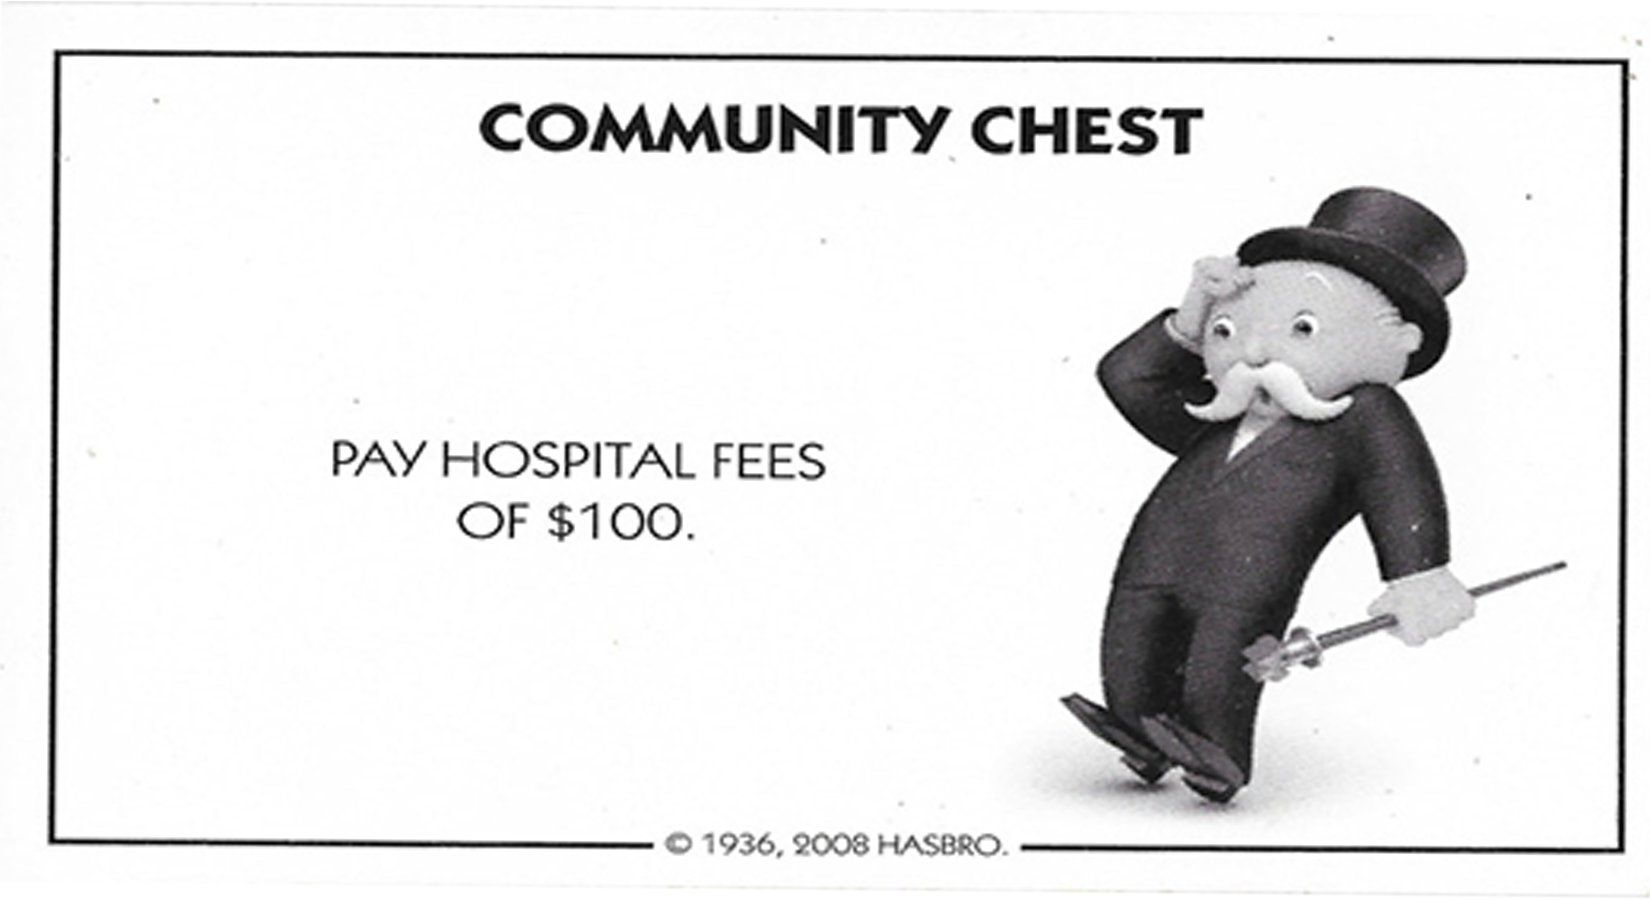 COMMUNITY CHEST
PAY HOSPITAL FEES
OF $100.
© 1936, 2008 HASBRO.